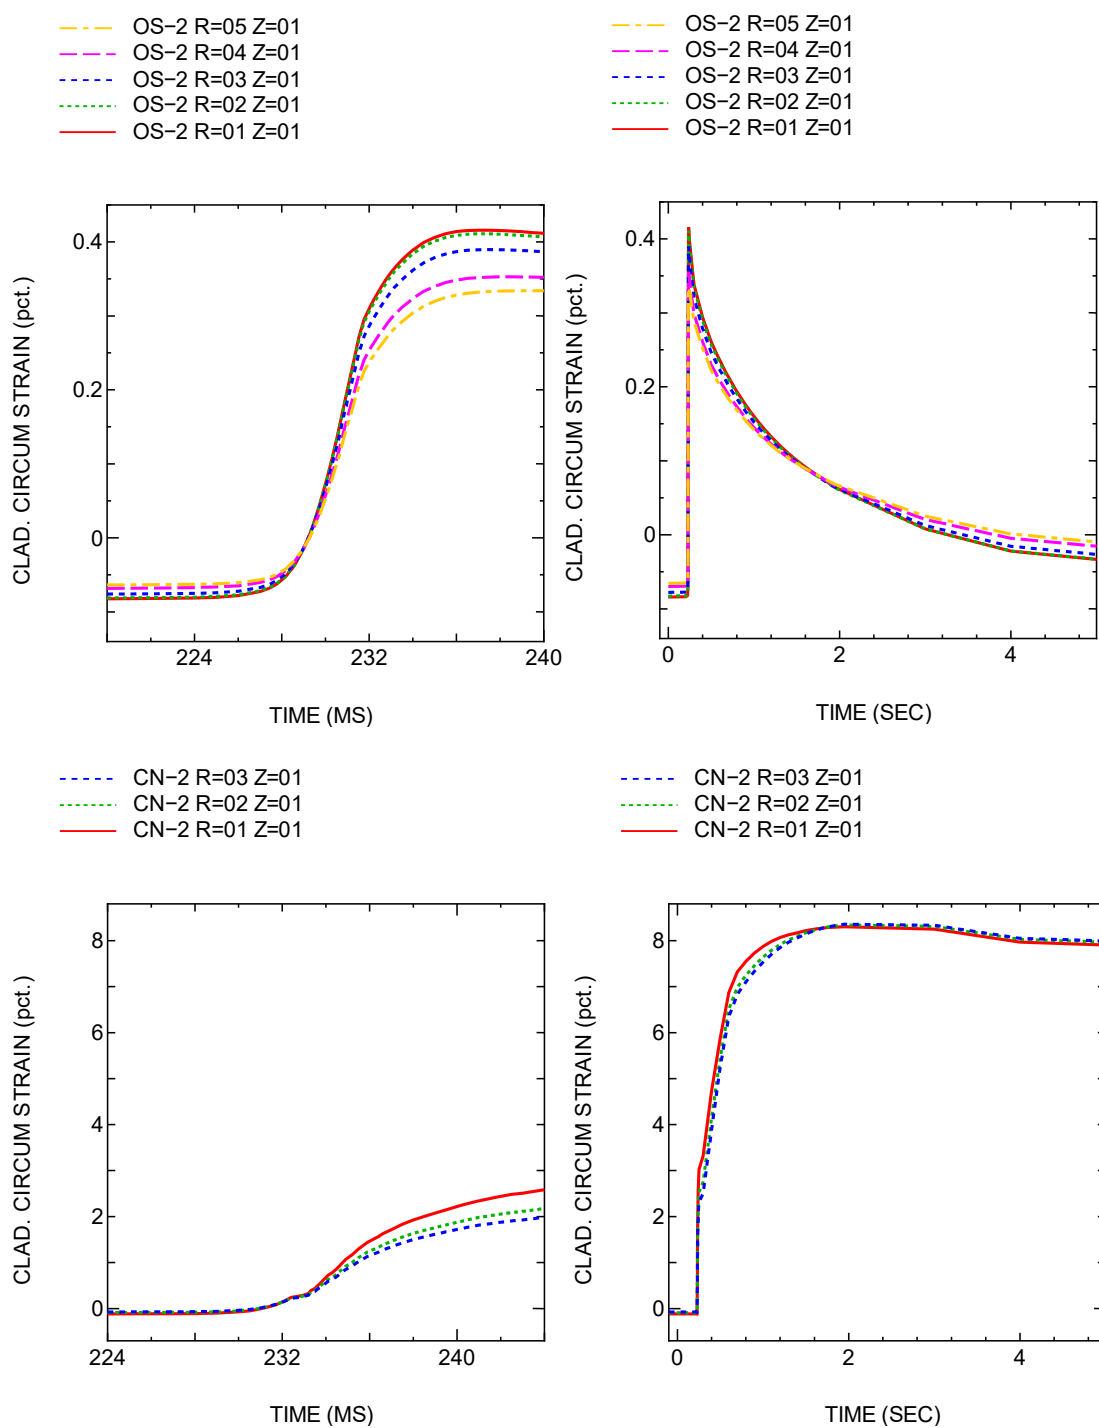 OS−2 R=05 Z=01
OS−2 R=04 Z=01
OS−2 R=03 Z=01
OS−2 R=02 Z=01
OS−2 R=01 Z=01
0.4
0.2
0
CLAD. CIRCUM STRAIN (pct.)
224 232 240
TIME (MS)
OS−2 R=05 Z=01
OS−2 R=04 Z=01
OS−2 R=03 Z=01
OS−2 R=02 Z=01
OS−2 R=01 Z=01
0.4
0.2
0
CLAD. CIRCUM STRAIN (pct.)
0 2 4
TIME (SEC)
CN−2 R=03 Z=01
CN−2 R=02 Z=01
CN−2 R=01 Z=01
8
6
4
2
0
CLAD. CIRCUM STRAIN (pct.)
224 232 240
TIME (MS)
CN−2 R=03 Z=01
CN−2 R=02 Z=01
CN−2 R=01 Z=01
8
6
4
2
0
CLAD. CIRCUM STRAIN (pct.)
0 2 4
TIME (SEC)